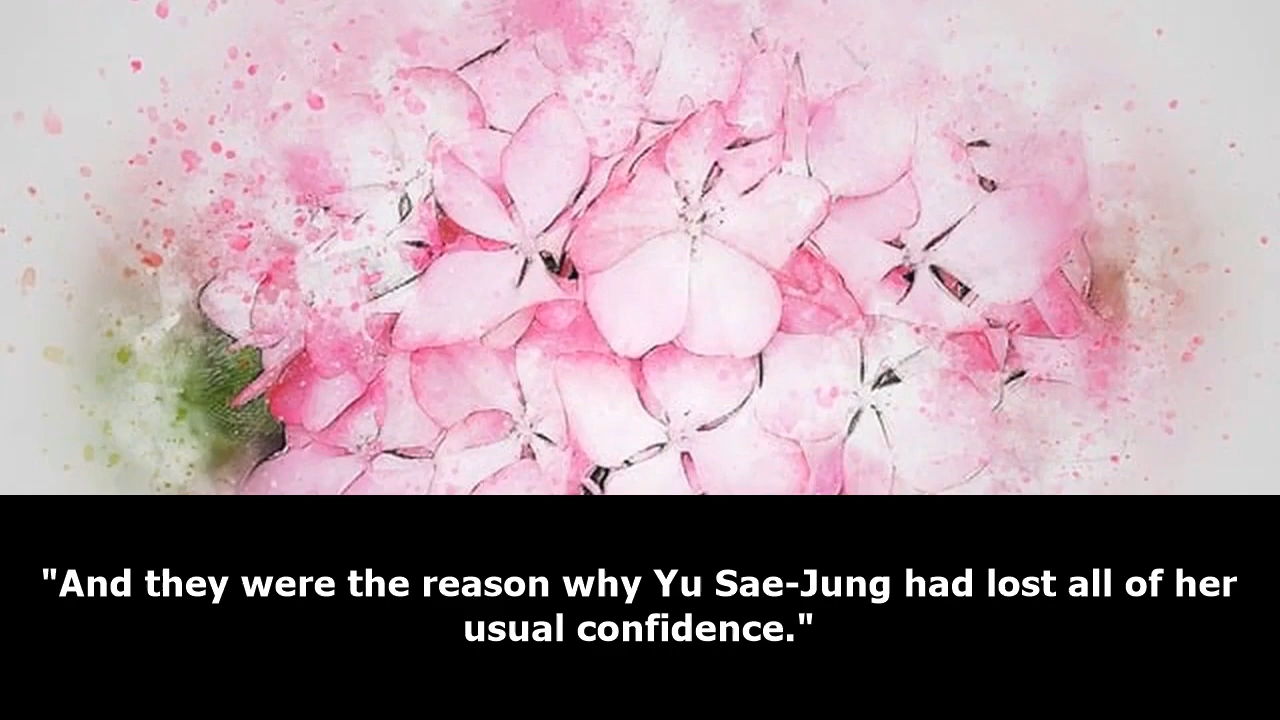 "And they were the reason why Yu Sae-Jung had lost all of her
usual confidence."